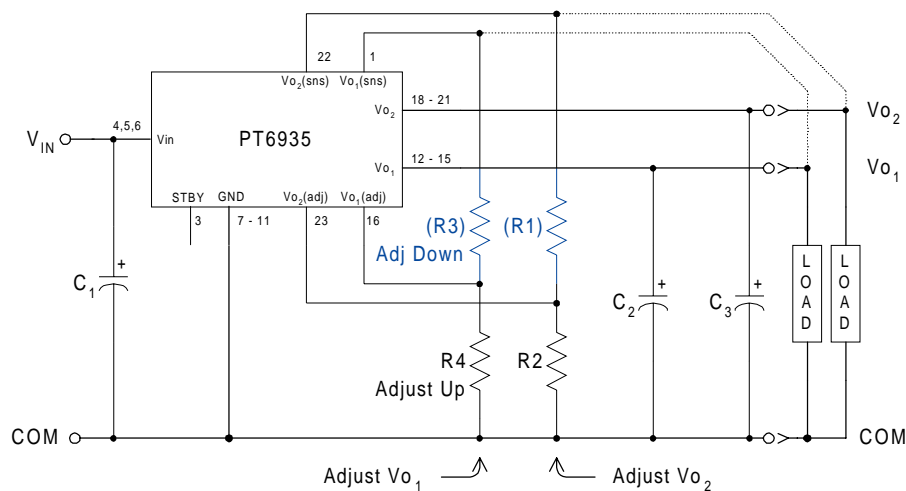 22
1
Vo2(sns)
Vo1(sns)
18 - 21
Vo2
Vo2
4,5,6
VIN
Vin
PT6935
12 - 15
Vo1
Vo1
STBY
GND
Vo2(adj)
Vo1(adj)
3
7 - 11
23
16
(R3)
(R1)
Adj Down
+
C1
+
C2
+
C3
LOAD
LOAD
R4
R2
Adjust Up
COM
COM
Adjust Vo1
Adjust Vo2